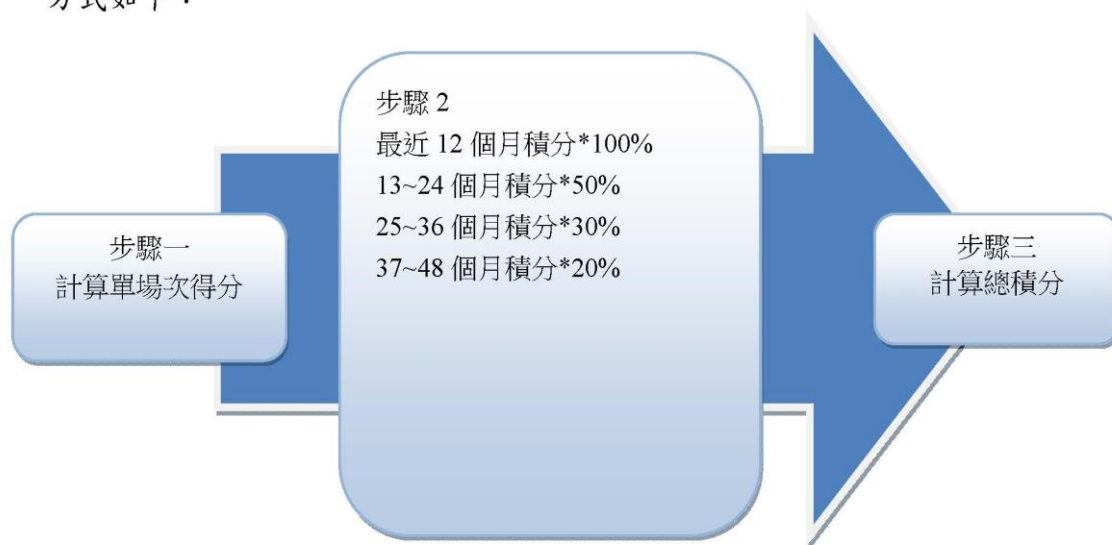 方式如下：
步驟一
計算單場次得分
步驟 2
最近 12 個月積分*100%
13~24 個月積分*50%
25~36 個月積分*30%
37~48 個月積分*20%
步驟三
計算總積分